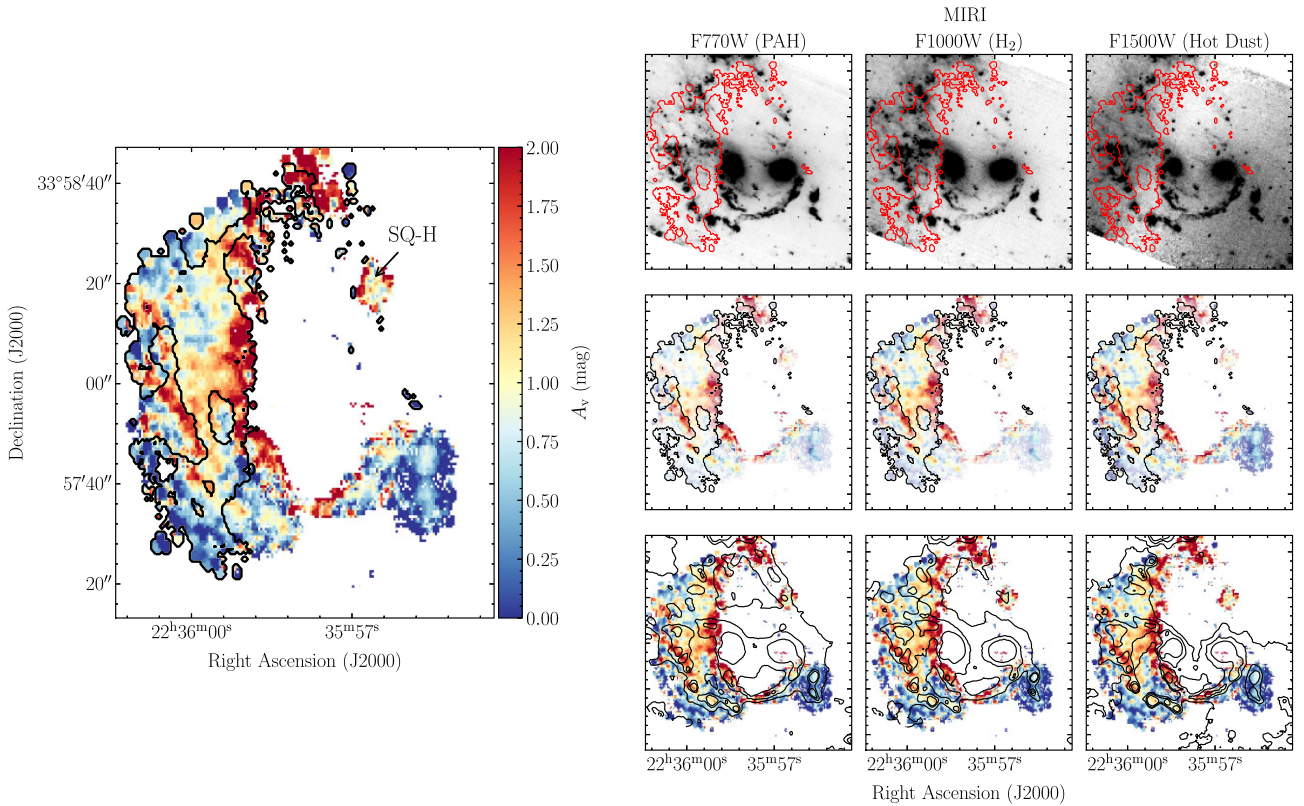 MIRI
F770W (PAH)
F1000W (H₂)
F1500W (Hot Dust)
2.00
33°58′40″
SQ-H
1.75
1.50
20″
1.25
Declination (J2000)
00″
1.00
A_v (mag)
0.75
57′40″
0.50
0.25
20″
0.00
22ʰ36ᵐ00ˢ
35ᵐ57ˢ
Right Ascension (J2000)
22ʰ36ᵐ00ˢ
35ᵐ57ˢ
22ʰ36ᵐ00ˢ
35ᵐ57ˢ
22ʰ36ᵐ00ˢ
35ᵐ57ˢ
Right Ascension (J2000)